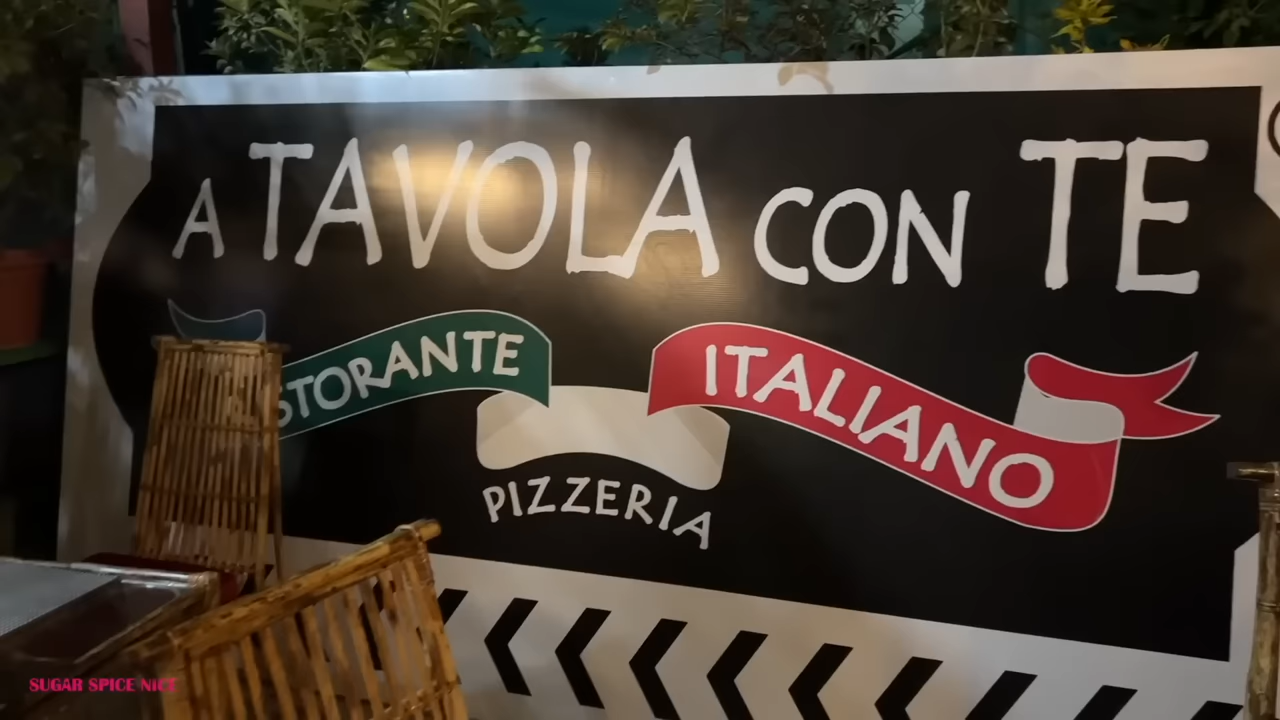 A TAVOLA CON TE
STORANTE ITALIANO
PIZZERIA
SUGAR SPICE NICE